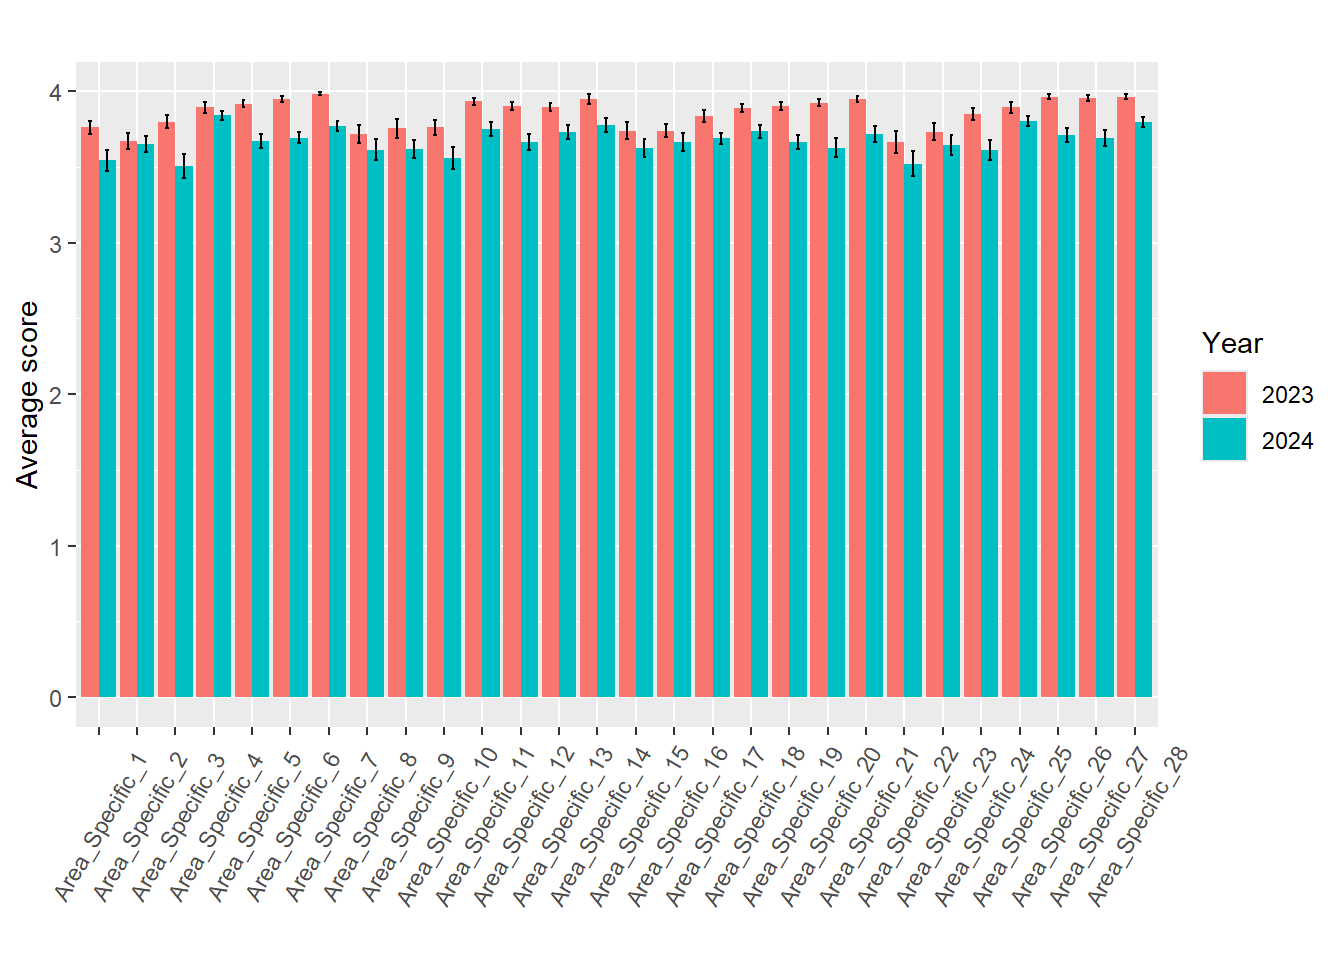 4
3
2
1
0
Average score
Area_Specific_1
Area_Specific_2
Area_Specific_3
Area_Specific_4
Area_Specific_5
Area_Specific_6
Area_Specific_7
Area_Specific_8
Area_Specific_9
Area_Specific_10
Area_Specific_11
Area_Specific_12
Area_Specific_13
Area_Specific_14
Area_Specific_15
Area_Specific_16
Area_Specific_17
Area_Specific_18
Area_Specific_19
Area_Specific_20
Area_Specific_21
Area_Specific_22
Area_Specific_23
Area_Specific_24
Area_Specific_25
Area_Specific_26
Area_Specific_27
Area_Specific_28
Year
2023
2024